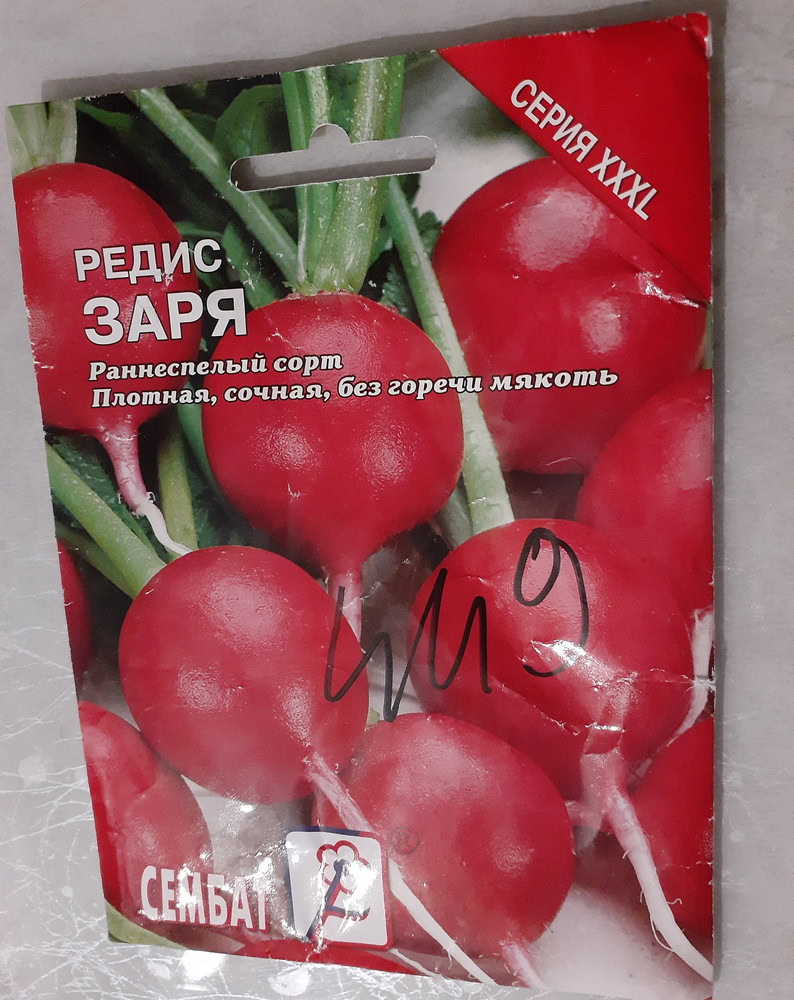 СЕРИЯ XXXL
РЕДИС
ЗАРЯ
Раннеспелый сорт
Плотная, сочная, без горечи мякоть
СЕМБАТ